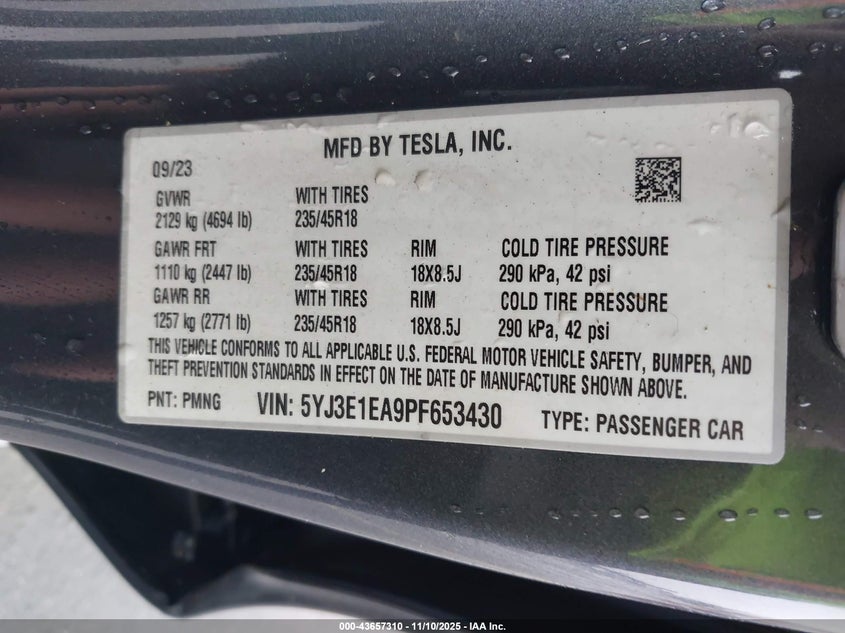 MFD BY TESLA, INC.
09/23
GVWR WITH TIRES
2129 kg (4694 lb) 235/45R18
GAWR FRT WITH TIRES RIM COLD TIRE PRESSURE
1110 kg (2447 lb) 235/45R18 18X8.5J 290 kPa, 42 psi
GAWR RR WITH TIRES RIM COLD TIRE PRESSURE
1257 kg (2771 lb) 235/45R18 18X8.5J 290 kPa, 42 psi
THIS VEHICLE CONFORMS TO ALL APPLICABLE U.S. FEDERAL MOTOR VEHICLE SAFETY, BUMPER, AND
THEFT PREVENTION STANDARDS IN EFFECT ON THE DATE OF MANUFACTURE SHOWN ABOVE.
PNT: PMNG VIN: 5YJ3E1EA9PF653430 TYPE: PASSENGER CAR
000-43657310 - 11/10/2025 - IAA Inc.